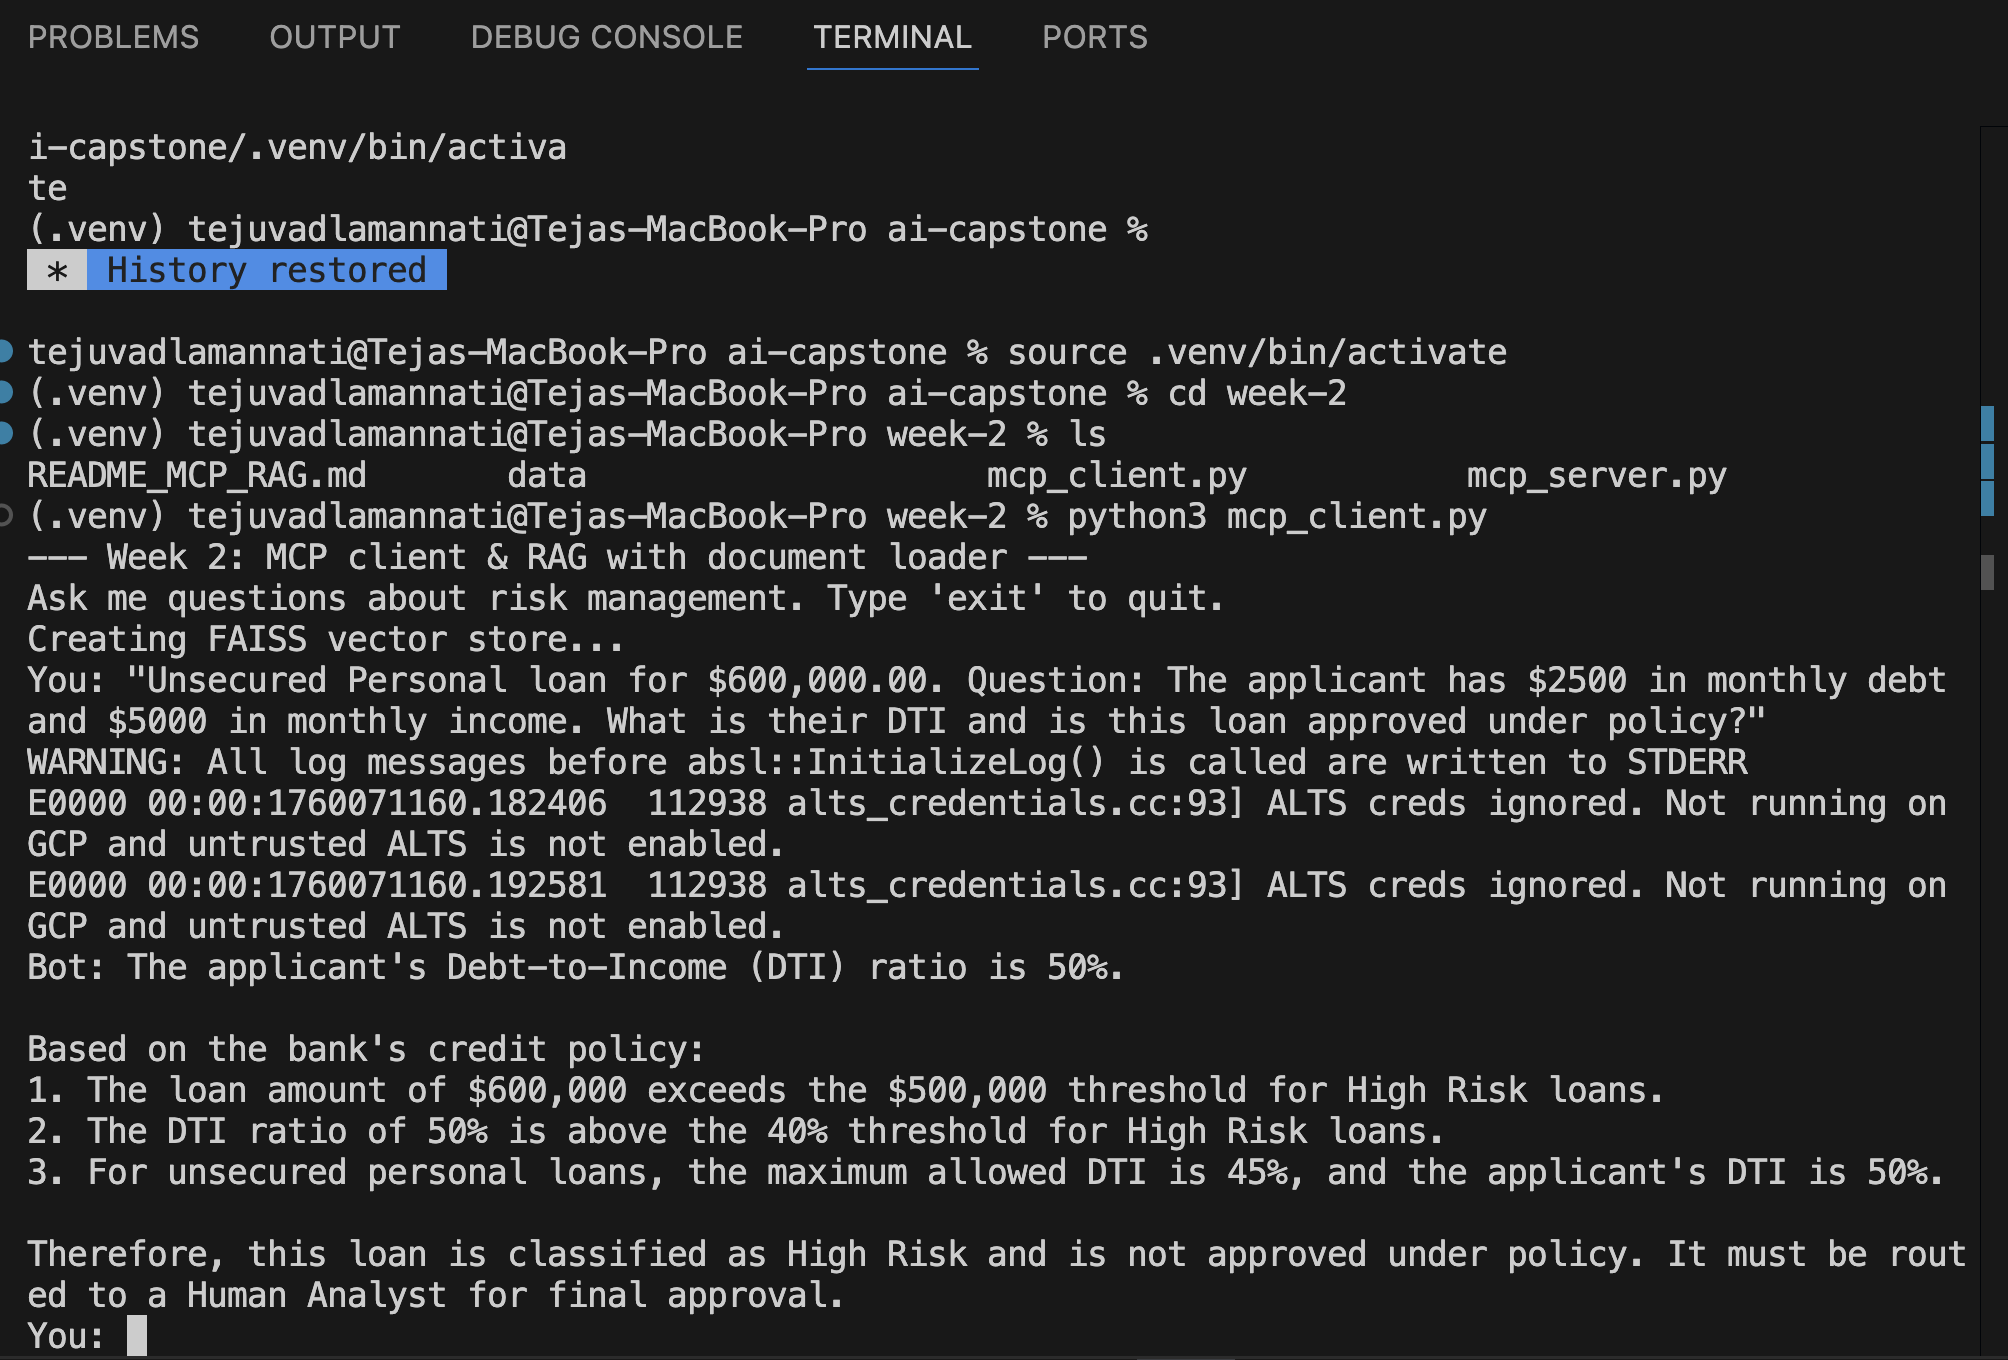 PROBLEMS OUTPUT DEBUG CONSOLE TERMINAL PORTS
i-capstone/.venv/bin/activa
te
(.venv) tejuvadlamannati@Tejas-MacBook-Pro ai-capstone %
* History restored
tejuvadlamannati@Tejas-MacBook-Pro ai-capstone % source .venv/bin/activate
(.venv) tejuvadlamannati@Tejas-MacBook-Pro ai-capstone % cd week-2
(.venv) tejuvadlamannati@Tejas-MacBook-Pro week-2 % ls
README_MCP_RAG.md data mcp_client.py mcp_server.py
(.venv) tejuvadlamannati@Tejas-MacBook-Pro week-2 % python3 mcp_client.py
--- Week 2: MCP client & RAG with document loader ---
Ask me questions about risk management. Type 'exit' to quit.
Creating FAISS vector store...
You: "Unsecured Personal loan for $600,000.00. Question: The applicant has $2500 in monthly debt
and $5000 in monthly income. What is their DTI and is this loan approved under policy?"
WARNING: All log messages before absl::InitializeLog() is called are written to STDERR
E0000 00:00:1760071160.182406  112938 alts_credentials.cc:93] ALTS creds ignored. Not running on
GCP and untrusted ALTS is not enabled.
E0000 00:00:1760071160.192581  112938 alts_credentials.cc:93] ALTS creds ignored. Not running on
GCP and untrusted ALTS is not enabled.
Bot: The applicant's Debt-to-Income (DTI) ratio is 50%.
Based on the bank's credit policy:
1. The loan amount of $600,000 exceeds the $500,000 threshold for High Risk loans.
2. The DTI ratio of 50% is above the 40% threshold for High Risk loans.
3. For unsecured personal loans, the maximum allowed DTI is 45%, and the applicant's DTI is 50%.
Therefore, this loan is classified as High Risk and is not approved under policy. It must be rout
ed to a Human Analyst for final approval.
You: